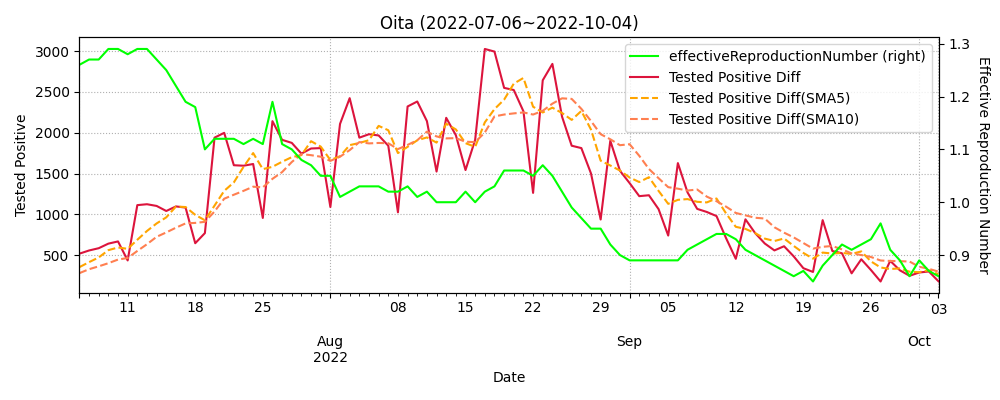 Oita (2022-07-06~2022-10-04)
effectiveReproductionNumber (right)
Tested Positive Diff
Tested Positive Diff(SMA5)
Tested Positive Diff(SMA10)
Tested Positive
3000
2500
2000
1500
1000
500
Effective Reproduction Number
1.3
1.2
1.1
1.0
0.9
11 18 25 08 15 22 29 05 12 19 26 03
Aug Sep Oct
2022
Date